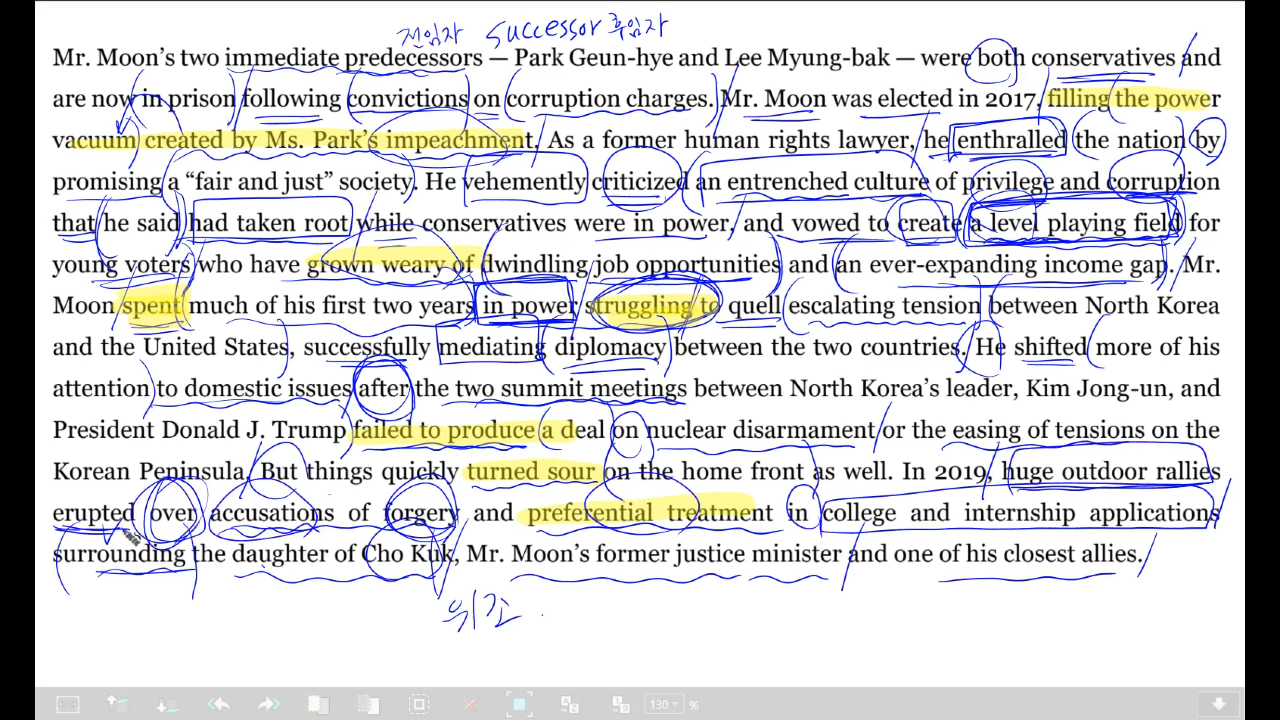 전임자 successor 후임자
Mr. Moon’s two immediate predecessors — Park Geun-hye and Lee Myung-bak — were both conservatives and
are now in prison following convictions on corruption charges. Mr. Moon was elected in 2017, filling the power
vacuum created by Ms. Park’s impeachment. As a former human rights lawyer, he enthralled the nation by
promising a “fair and just” society. He vehemently criticized an entrenched culture of privilege and corruption
that he said had taken root while conservatives were in power, and vowed to create a level playing field for
young voters who have grown weary of dwindling job opportunities and an ever-expanding income gap. Mr.
Moon spent much of his first two years in power struggling to quell escalating tension between North Korea
and the United States, successfully mediating diplomacy between the two countries. He shifted more of his
attention to domestic issues after the two summit meetings between North Korea’s leader, Kim Jong-un, and
President Donald J. Trump failed to produce a deal on nuclear disarmament or the easing of tensions on the
Korean Peninsula. But things quickly turned sour on the home front as well. In 2019, huge outdoor rallies
erupted over accusations of forgery and preferential treatment in college and internship applications
surrounding the daughter of Cho Kuk, Mr. Moon’s former justice minister and one of his closest allies.
위조
130 %